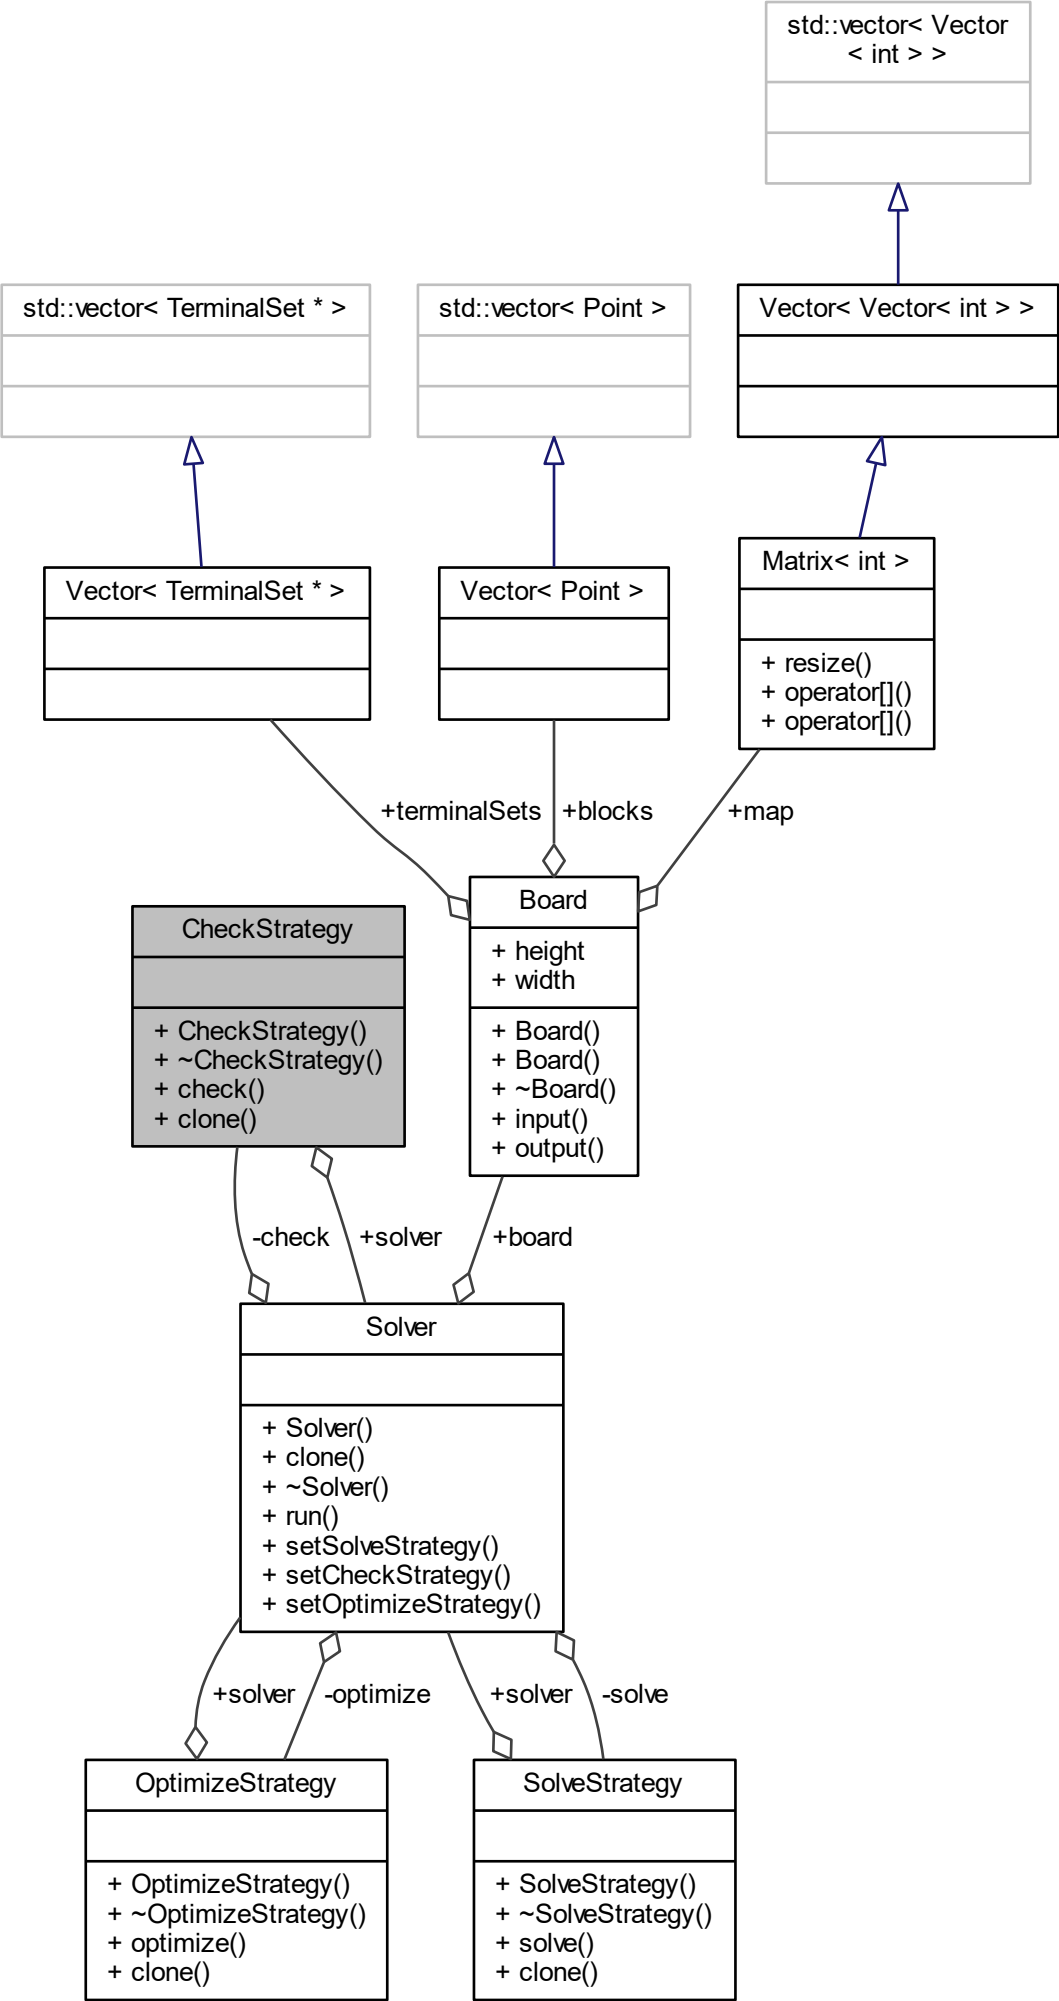 std::vector< Vector
< int > >
std::vector< TerminalSet * >
std::vector< Point >
Vector< Vector< int > >
Vector< TerminalSet * >
Vector< Point >
Matrix< int >
+ resize()
+ operator[]()
+ operator[]()
+terminalSets
+blocks
+map
CheckStrategy
+ CheckStrategy()
+ ~CheckStrategy()
+ check()
+ clone()
Board
+ height
+ width
+ Board()
+ Board()
+ ~Board()
+ input()
+ output()
-check
+solver
+board
Solver
+ Solver()
+ clone()
+ ~Solver()
+ run()
+ setSolveStrategy()
+ setCheckStrategy()
+ setOptimizeStrategy()
+solver
-optimize
+solver
-solve
OptimizeStrategy
+ OptimizeStrategy()
+ ~OptimizeStrategy()
+ optimize()
+ clone()
SolveStrategy
+ SolveStrategy()
+ ~SolveStrategy()
+ solve()
+ clone()